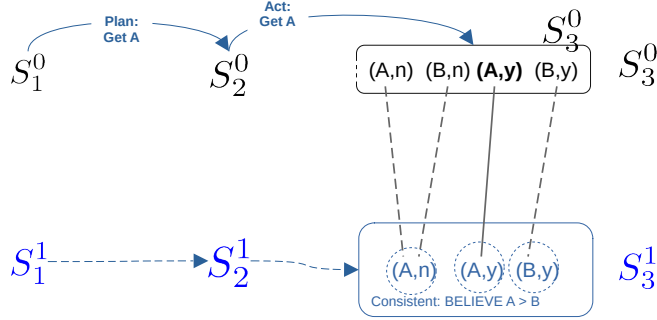 Plan:
Get A
Act:
Get A
S_1^0
S_2^0
S_3^0
S_3^0
(A,n) (B,n) (A,y) (B,y)
S_1^1
S_2^1
(A,n) (A,y) (B,y)
S_3^1
Consistent: BELIEVE A > B